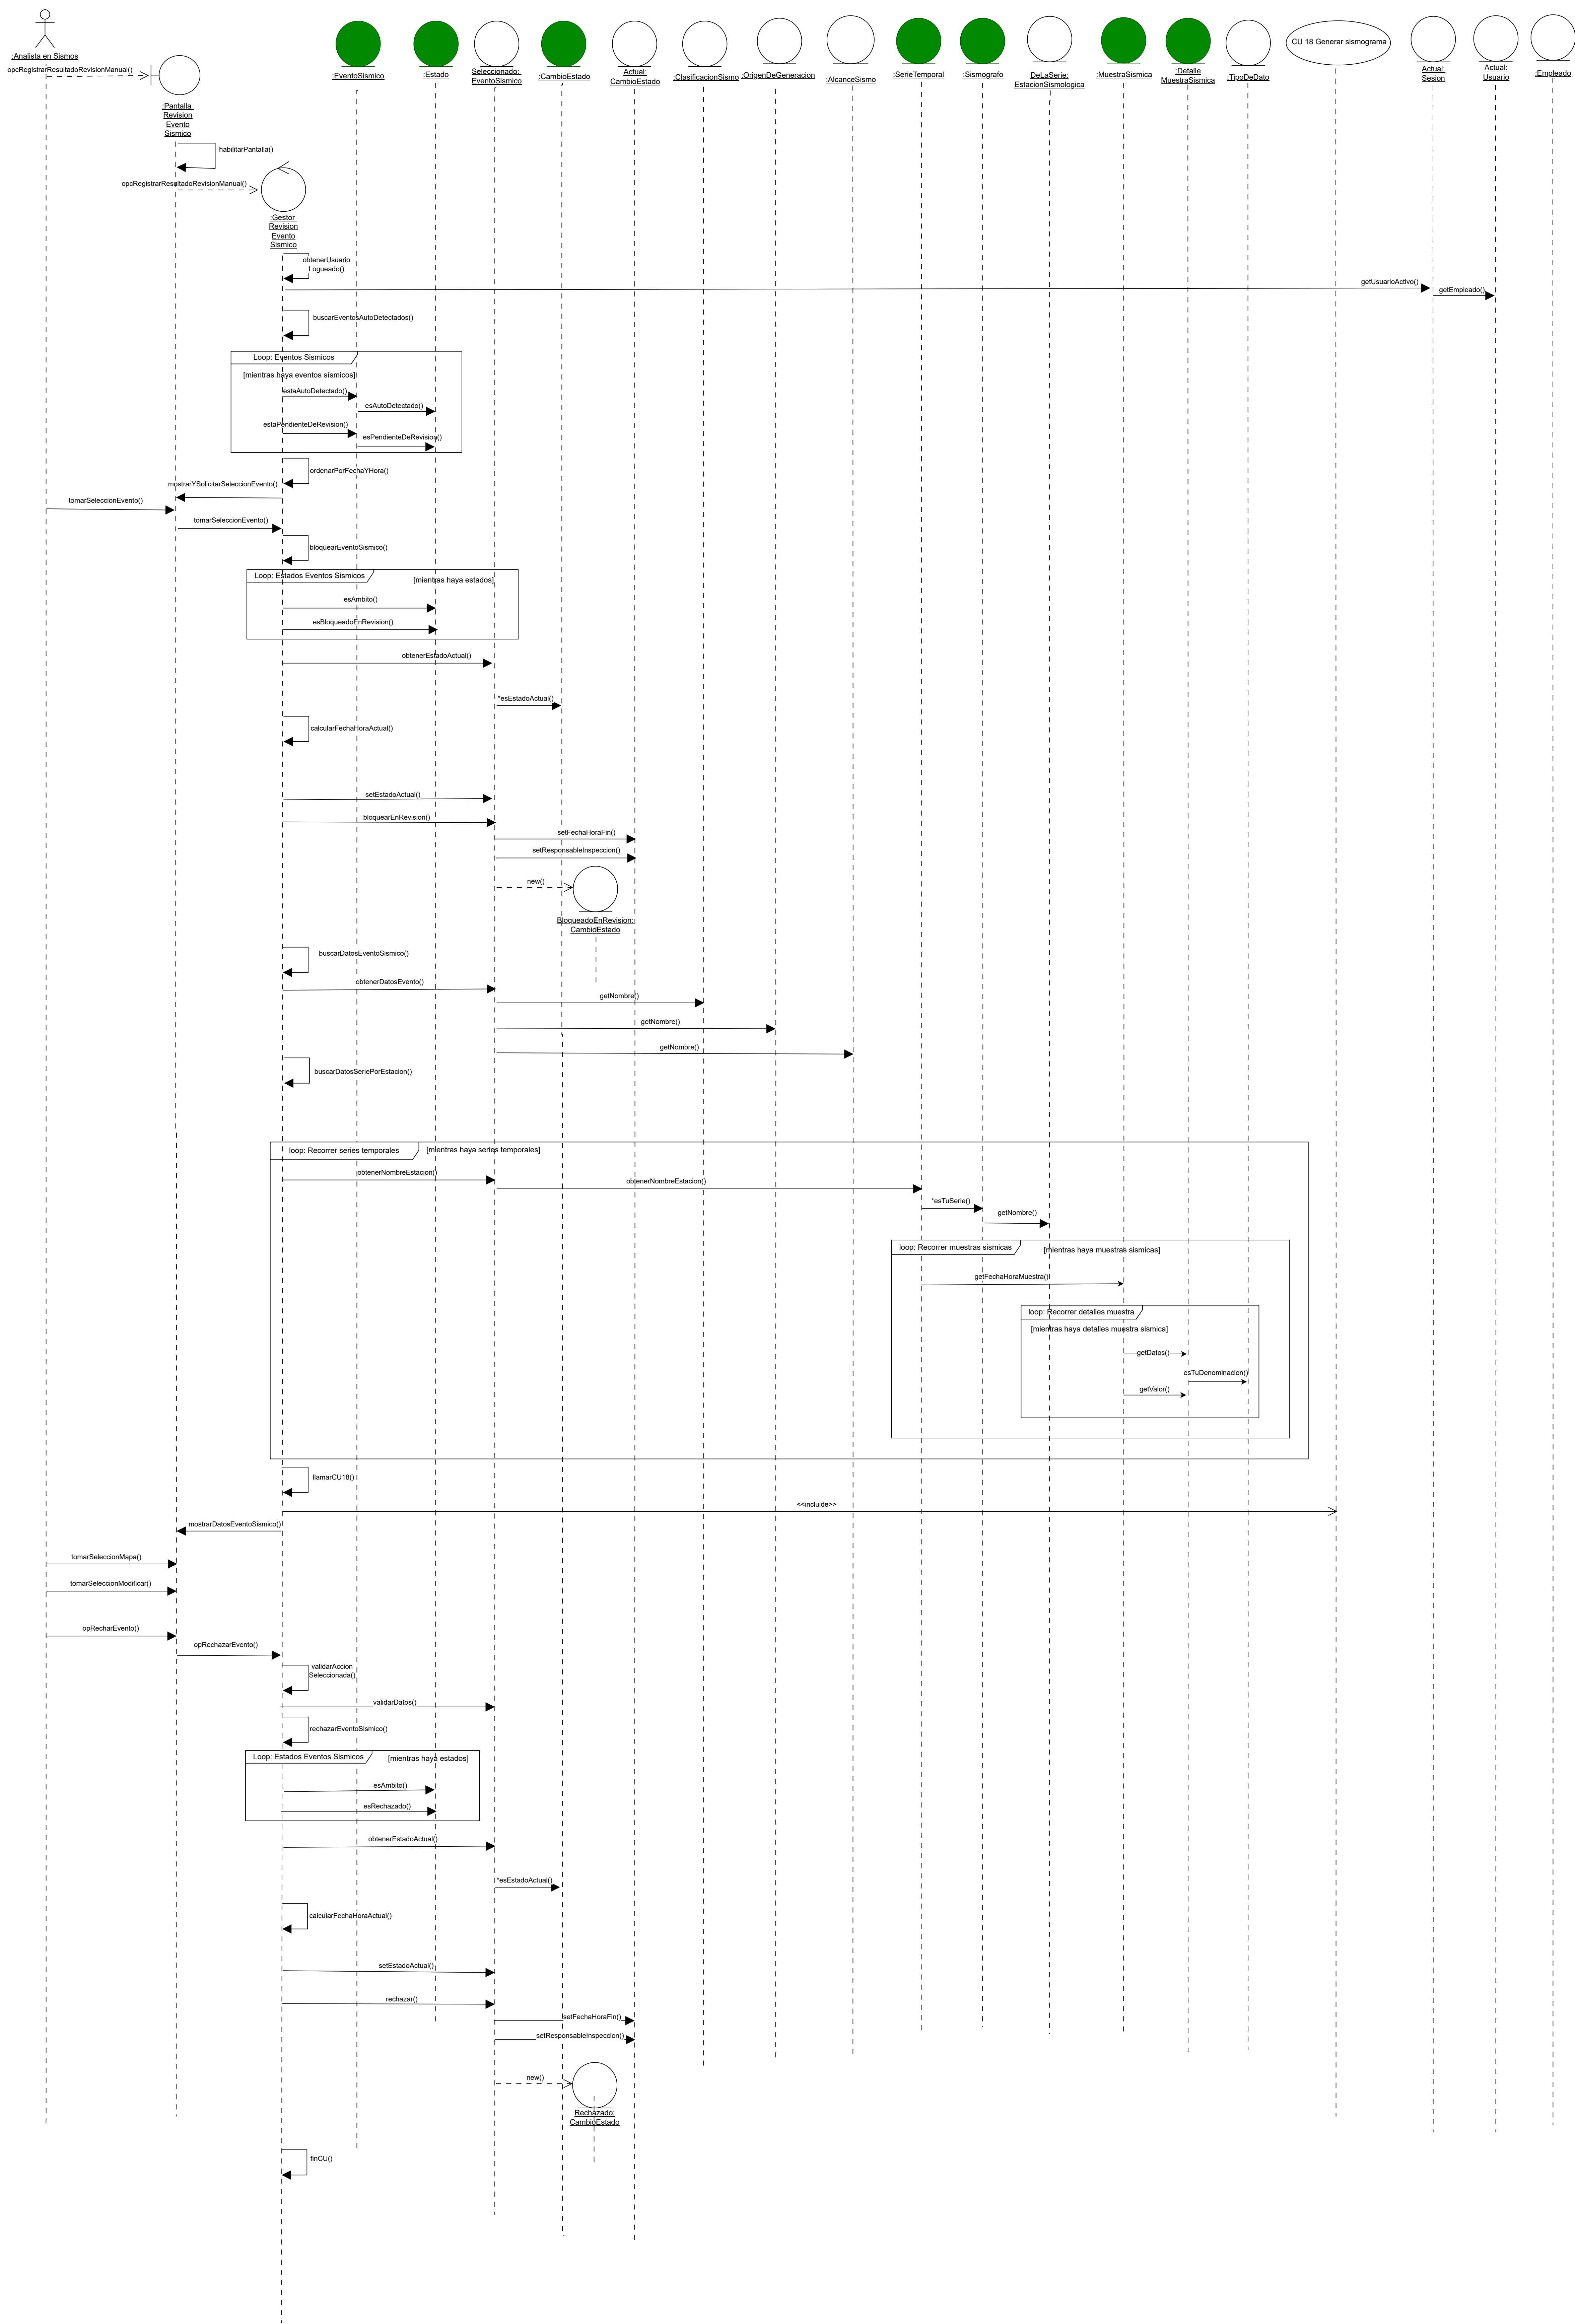 :Analista en Sismos
opcRegistrarResultadoRevisionManual()
:Pantalla
Revision
Evento
Sismico
:EventoSismico
:Estado
Seleccionado:
EventoSismico
:CambioEstado
Actual:
CambioEstado
:ClasificacionSismo
:OrigenDeGeneracion
:AlcanceSismo
:SerieTemporal
:Sismografo
DeLaSerie:
EstacionSismologica
:MuestraSismica
:Detalle
MuestraSismica
:TipoDeDato
CU 18 Generar sismograma
Actual:
Sesion
Actual:
Usuario
:Empleado
habilitarPantalla()
opcRegistrarResultadoRevisionManual()
:Gestor
Revision
Evento
Sismico
obtenerUsuario
Logueado()
getUsuarioActivo()
getEmpleado()
buscarEventosAutoDetectados()
Loop: Eventos Sismicos
[mientras haya eventos sísmicos]
estaAutoDetectado()
esAutoDetectado()
estaPendienteDeRevision()
esPendienteDeRevision()
ordenarPorFechaYHora()
mostrarYSolicitarSeleccionEvento()
tomarSeleccionEvento()
tomarSeleccionEvento()
bloquearEventoSismico()
Loop: Estados Eventos Sismicos
[mientras haya estados]
esAmbito()
esBloqueadoEnRevision()
obtenerEstadoActual()
*esEstadoActual()
calcularFechaHoraActual()
setEstadoActual()
bloquearEnRevision()
setFechaHoraFin()
setResponsableInspeccion()
new()
BloqueadoEnRevision:
CambioEstado
buscarDatosEventoSismico()
obtenerDatosEvento()
getNombre()
getNombre()
getNombre()
buscarDatosSeriePorEstacion()
loop: Recorrer series temporales
[mientras haya series temporales]
obtenerNombreEstacion()
obtenerNombreEstacion()
*esTuSerie()
getNombre()
loop: Recorrer muestras sismicas
[mientras haya muestras sismicas]
getFechaHoraMuestra()
loop: Recorrer detalles muestra
[mientras haya detalles muestra sismica]
getDatos()
esTuDenominacion()
getValor()
llamarCU18()
<<incluide>>
mostrarDatosEventoSismico()
tomarSeleccionMapa()
tomarSeleccionModificar()
opRecharEvento()
opRechazarEvento()
validarAccion
Seleccionada()
validarDatos()
rechazarEventoSismico()
Loop: Estados Eventos Sismicos
[mientras haya estados]
esAmbito()
esRechazado()
obtenerEstadoActual()
*esEstadoActual()
calcularFechaHoraActual()
setEstadoActual()
rechazar()
setFechaHoraFin()
setResponsableInspeccion()
new()
Rechazado:
CambioEstado
finCU()